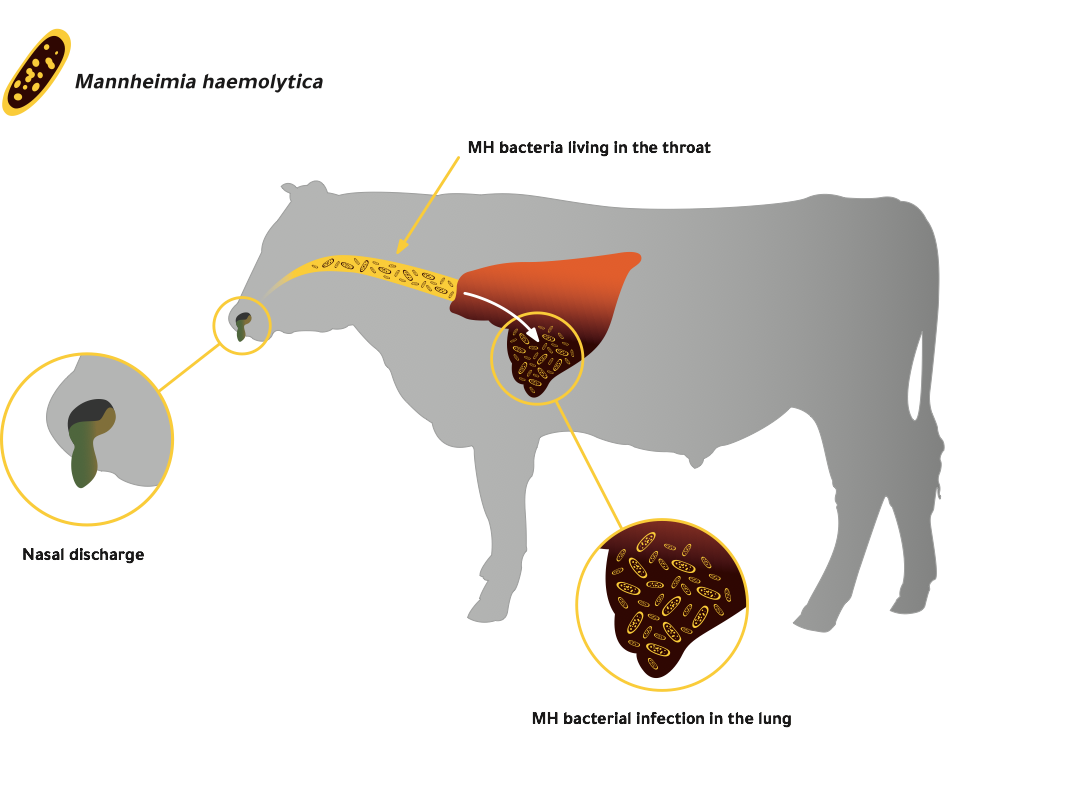 Mannheimia haemolytica
MH bacteria living in the throat
Nasal discharge
MH bacterial infection in the lung